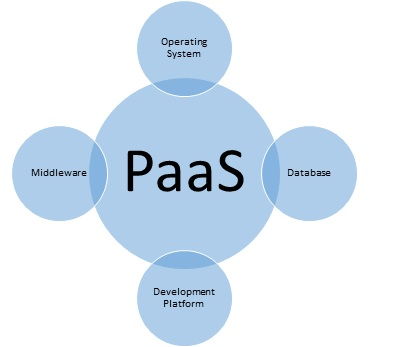 Operating
System
Middleware
PaaS
Database
Development
Platform